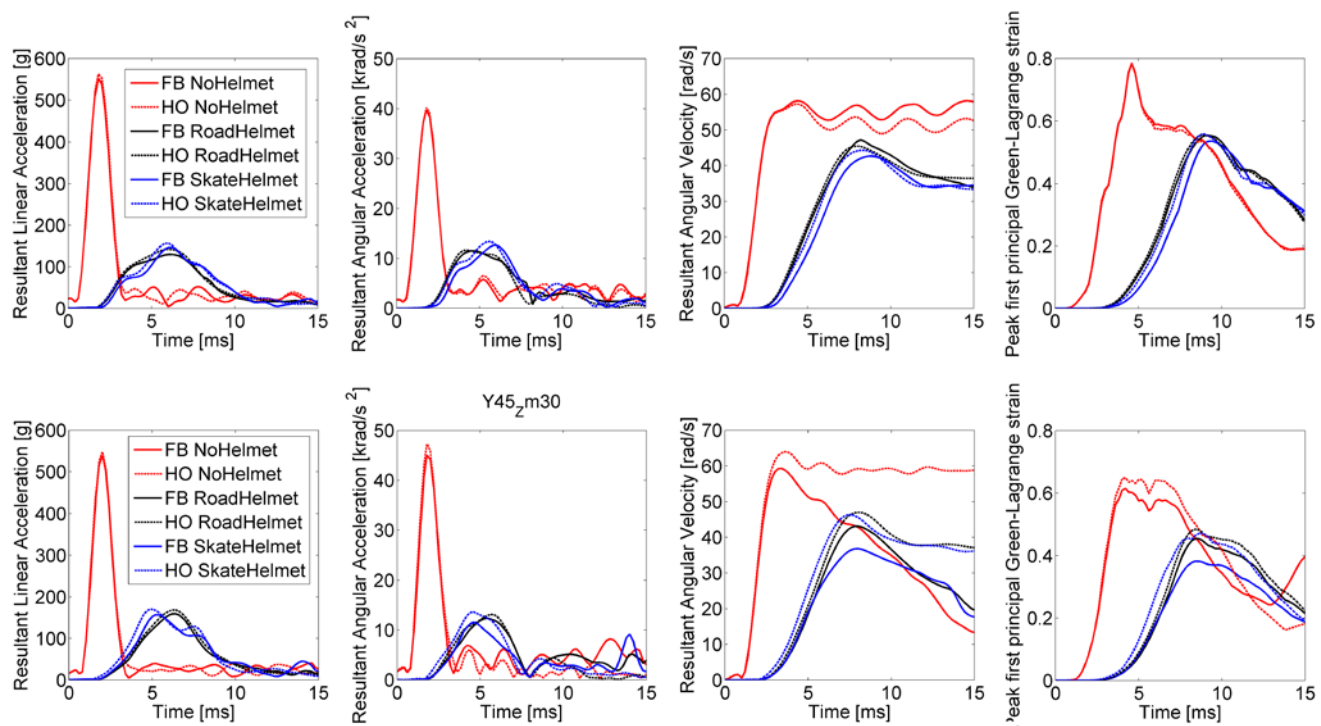 Resultant Linear Acceleration [g]
600
500
400
300
200
100
0
0 5 10 15
Time [ms]
FB NoHelmet
HO NoHelmet
FB RoadHelmet
HO RoadHelmet
FB SkateHelmet
HO SkateHelmet
Resultant Angular Acceleration [krad/s 2]
50
40
30
20
10
0
0 5 10 15
Time [ms]
Resultant Angular Velocity [rad/s]
70
60
50
40
30
20
10
0
0 5 10 15
Time [ms]
Peak first principal Green-Lagrange strain
0.8
0.6
0.4
0.2
0
0 5 10 15
Time [ms]
Resultant Linear Acceleration [g]
600
500
400
300
200
100
0
0 5 10 15
Time [ms]
FB NoHelmet
HO NoHelmet
FB RoadHelmet
HO RoadHelmet
FB SkateHelmet
HO SkateHelmet
Y45Zm30
Resultant Angular Acceleration [krad/s 2]
50
40
30
20
10
0
0 5 10 15
Time [ms]
Resultant Angular Velocity [rad/s]
70
60
50
40
30
20
10
0
0 5 10 15
Time [ms]
Peak first principal Green-Lagrange strain
0.8
0.6
0.4
0.2
0
0 5 10 15
Time [ms]